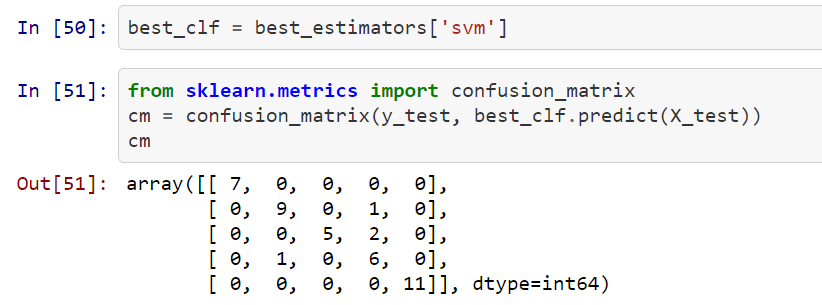 In [50]: best_clf = best_estimators['svm']
In [51]: from sklearn.metrics import confusion_matrix
cm = confusion_matrix(y_test, best_clf.predict(X_test))
cm
Out[51]: array([[ 7,  0,  0,  0,  0],
       [ 0,  9,  0,  1,  0],
       [ 0,  0,  5,  2,  0],
       [ 0,  1,  0,  6,  0],
       [ 0,  0,  0,  0, 11]], dtype=int64)